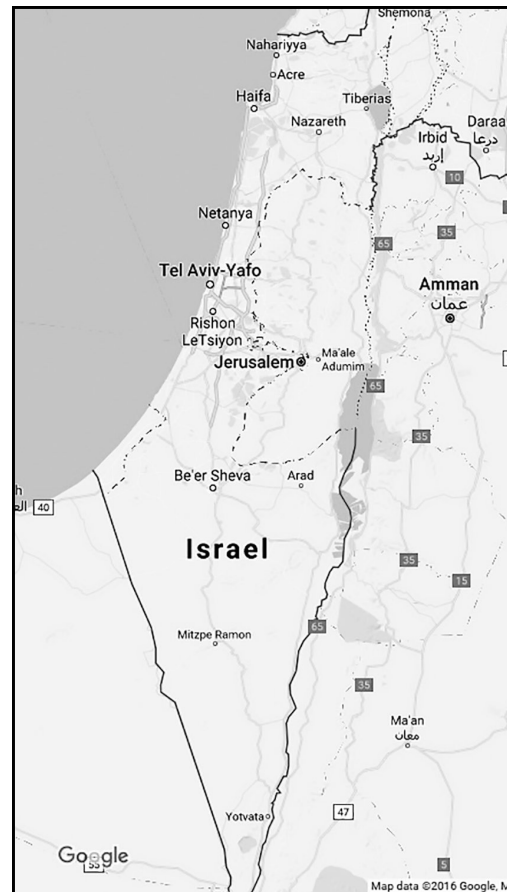 Shemona
Nahariyya
Acre
Haifa
Tiberias
Nazareth
Daraa
درعا
Irbid
إربد
10
Netanya
35
65
Tel Aviv-Yafo
Amman
عمان
Rishon
LeTsiyon
Jerusalem
Ma'ale
Adumim
65
35
Be'er Sheva
Arad
40
Israel
35
15
65
Mitzpe Ramon
35
Ma'an
معان
Yotvata
47
Google
55
5
Map data ©2016 Google, M